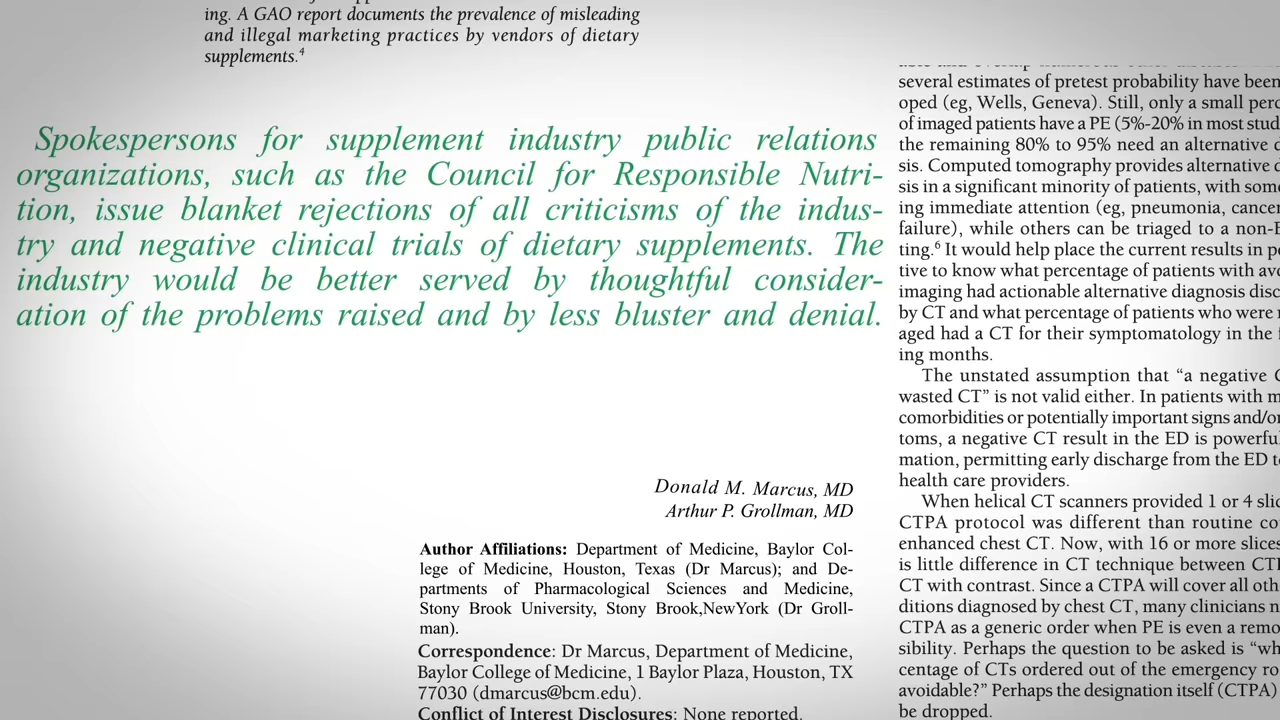 ing. A GAO report documents the prevalence of misleading
and illegal marketing practices by vendors of dietary
supplements.4
Spokespersons for supplement industry public relations
organizations, such as the Council for Responsible Nutri-
tion, issue blanket rejections of all criticisms of the indus-
try and negative clinical trials of dietary supplements. The
industry would be better served by thoughtful consider-
ation of the problems raised and by less bluster and denial.
Donald M. Marcus, MD
Arthur P. Grollman, MD
Author Affiliations: Department of Medicine, Baylor Col-
lege of Medicine, Houston, Texas (Dr Marcus); and De-
partments of Pharmacological Sciences and Medicine,
Stony Brook University, Stony Brook,NewYork (Dr Groll-
man).
Correspondence: Dr Marcus, Department of Medicine,
Baylor College of Medicine, 1 Baylor Plaza, Houston, TX
77030 (dmarcus@bcm.edu).
Conflict of Interest Disclosures: None reported.
several estimates of pretest probability have been
oped (eg, Wells, Geneva). Still, only a small
of imaged patients have a PE (5%-20% in most
the remaining 80% to 95% need an alternative
sis. Computed tomography provides alternative
sis in a significant minority of patients, with
ing immediate attention (eg, pneumonia,
failure), while others can be triaged to a
ting.6 It would help place the current results in
tive to know what percentage of patients with
imaging had actionable alternative diagnosis
by CT and what percentage of patients who were
aged had a CT for their symptomatology in the
ing months.
The unstated assumption that “a negative
wasted CT” is not valid either. In patients with
comorbidities or potentially important signs and/or
toms, a negative CT result in the ED is
mation, permitting early discharge from the ED
health care providers.
When helical CT scanners provided 1 or 4
CTPA protocol was different than routine
enhanced chest CT. Now, with 16 or more slices
is little difference in CT technique between
CT with contrast. Since a CTPA will cover all
ditions diagnosed by chest CT, many clinicians
CTPA as a generic order when PE is even a
sibility. Perhaps the question to be asked is
centage of CTs ordered out of the emergency
avoidable?” Perhaps the designation itself (CTPA)
be dropped.